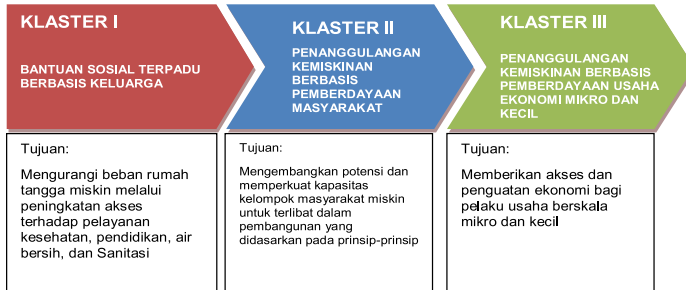 KLASTER I
BANTUAN SOSIAL TERPADU
BERBASIS KELUARGA
KLASTER II
PENANGGULANGAN
KEMISKINAN
BERBASIS
PEMBERDAYAAN
MASYARAKAT
KLASTER III
PENANGGULANGAN
KEMISKINAN BERBASIS
PEMBERDAYAAN USAHA
EKONOMI MIKRO DAN
KECIL
Tujuan:
Mengurangi beban rumah
tangga miskin melalui
peningkatan akses
terhadap pelayanan
kesehatan, pendidikan, air
bersih, dan Sanitasi
Tujuan:
Mengembangkan potensi dan
memperkuat kapasitas
kelompok masyarakat miskin
untuk terlibat dalam
pembangunan yang
didasarkan pada prinsip-prinsip
Tujuan:
Memberikan akses dan
penguatan ekonomi bagi
pelaku usaha berskala
mikro dan kecil